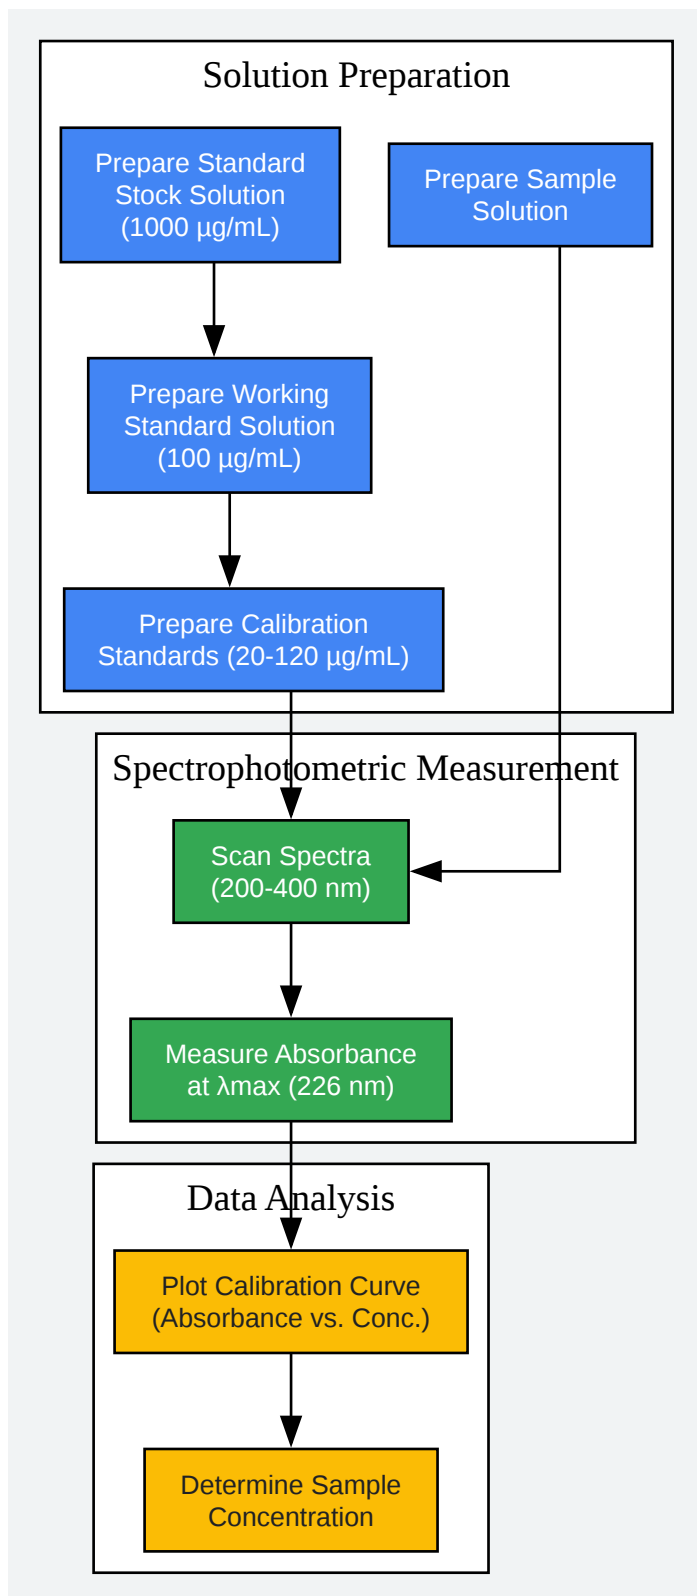 Solution Preparation
Prepare Standard
Stock Solution
(1000 µg/mL)
Prepare Sample
Solution
Prepare Working
Standard Solution
(100 µg/mL)
Prepare Calibration
Standards (20-120 µg/mL)
Spectrophotometric Measurement
Scan Spectra
(200-400 nm)
Measure Absorbance
at λmax (226 nm)
Data Analysis
Plot Calibration Curve
(Absorbance vs. Conc.)
Determine Sample
Concentration